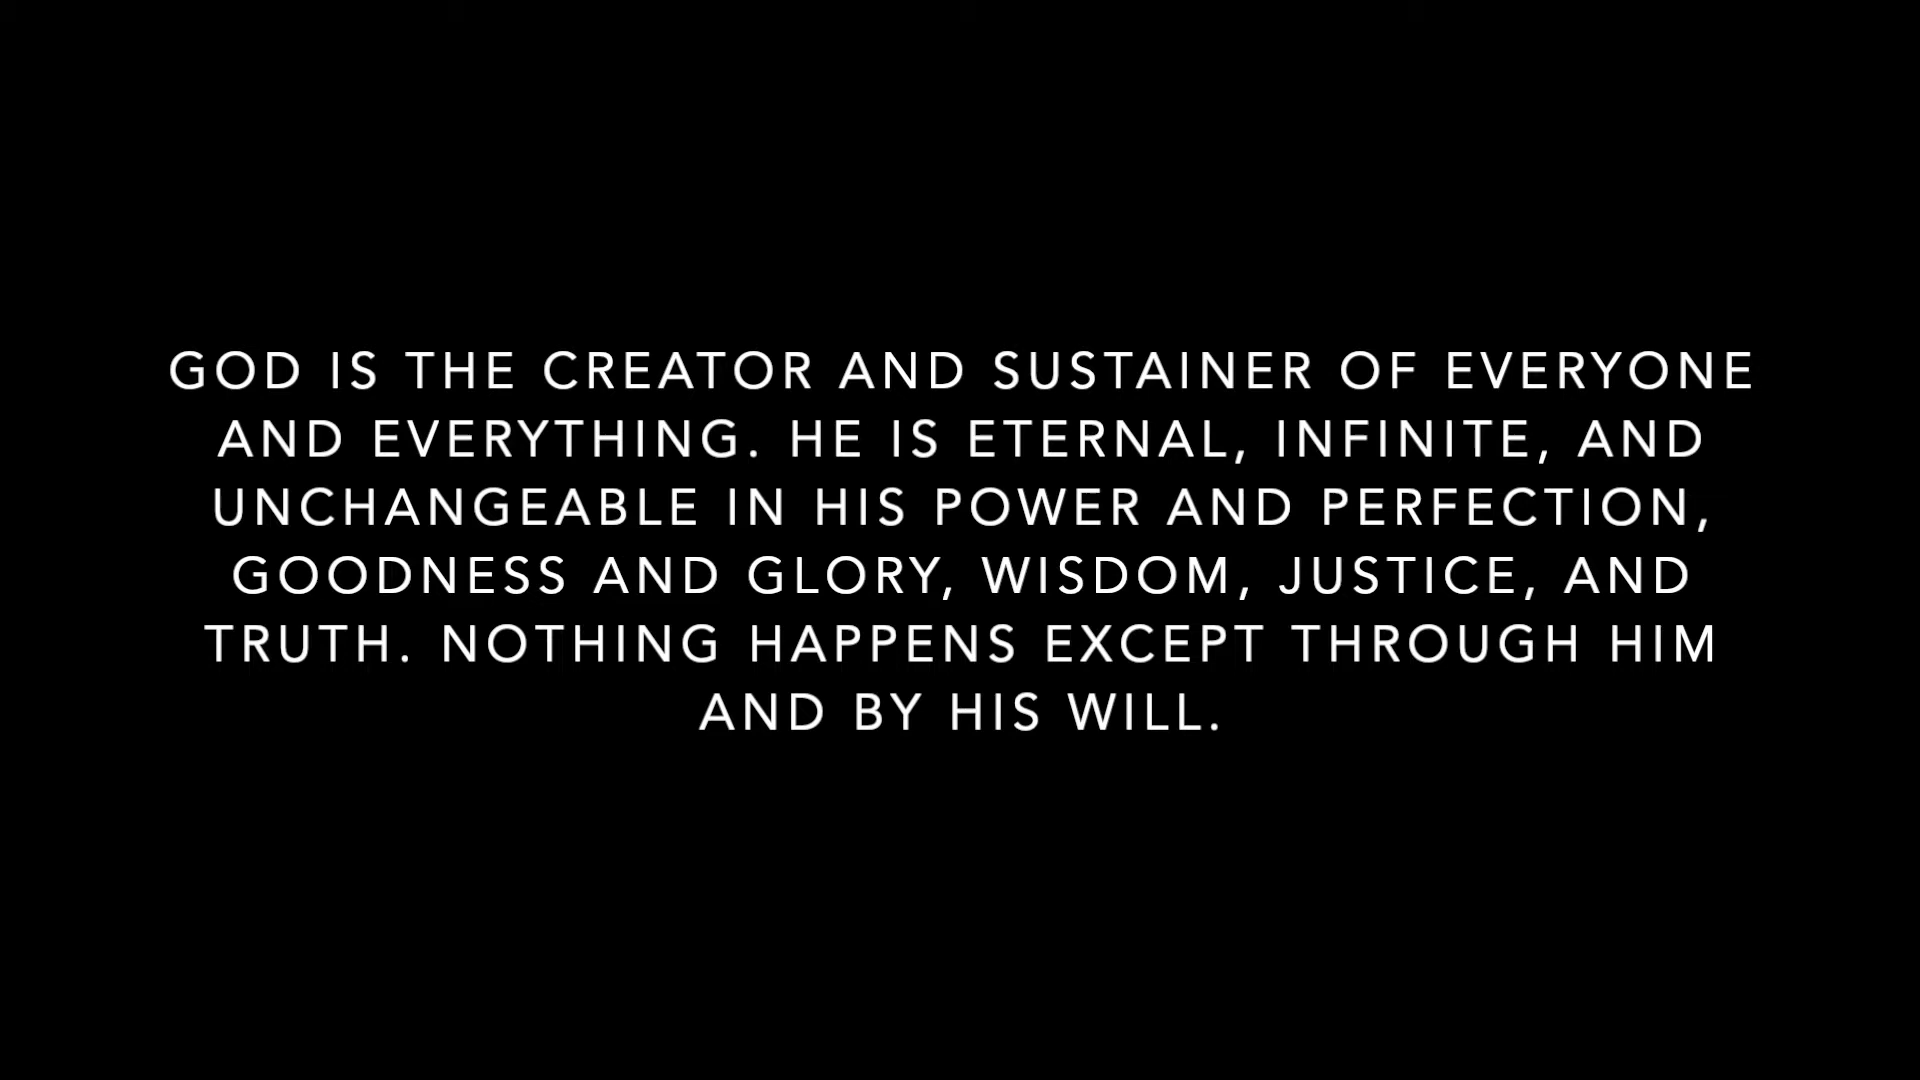 GOD IS THE CREATOR AND SUSTAINER OF EVERYONE
AND EVERYTHING. HE IS ETERNAL, INFINITE, AND
UNCHANGEABLE IN HIS POWER AND PERFECTION,
GOODNESS AND GLORY, WISDOM, JUSTICE, AND
TRUTH. NOTHING HAPPENS EXCEPT THROUGH HIM
AND BY HIS WILL.